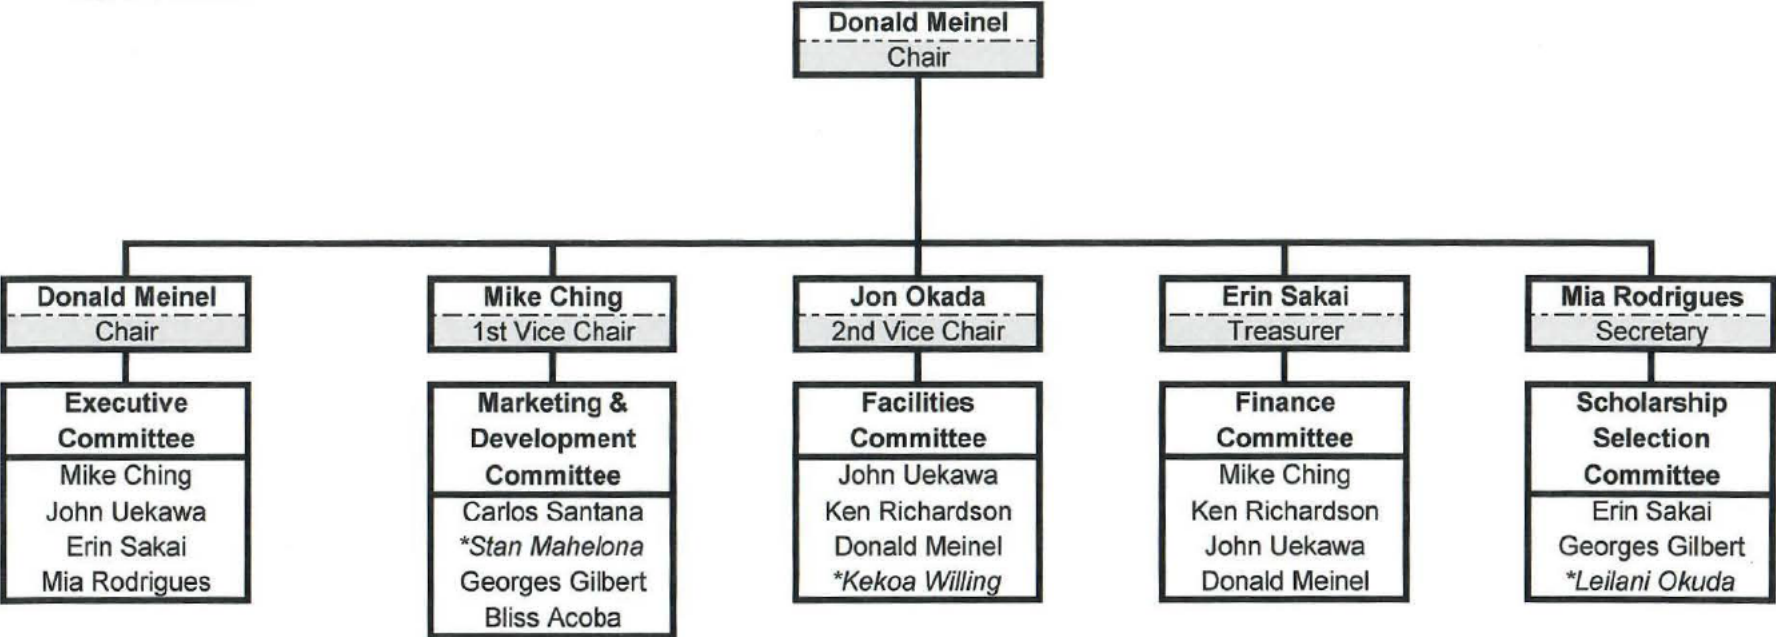 Donald Meinel
Chair
Donald Meinel
Chair
Executive
Committee
Mike Ching
John Uekawa
Erin Sakai
Mia Rodrigues
Mike Ching
1st Vice Chair
Marketing &
Development
Committee
Carlos Santana
*Stan Mahelona
Georges Gilbert
Bliss Acoba
Jon Okada
2nd Vice Chair
Facilities
Committee
John Uekawa
Ken Richardson
Donald Meinel
*Kekoa Willing
Erin Sakai
Treasurer
Finance
Committee
Mike Ching
Ken Richardson
John Uekawa
Donald Meinel
Mia Rodrigues
Secretary
Scholarship
Selection
Committee
Erin Sakai
Georges Gilbert
*Leilani Okuda